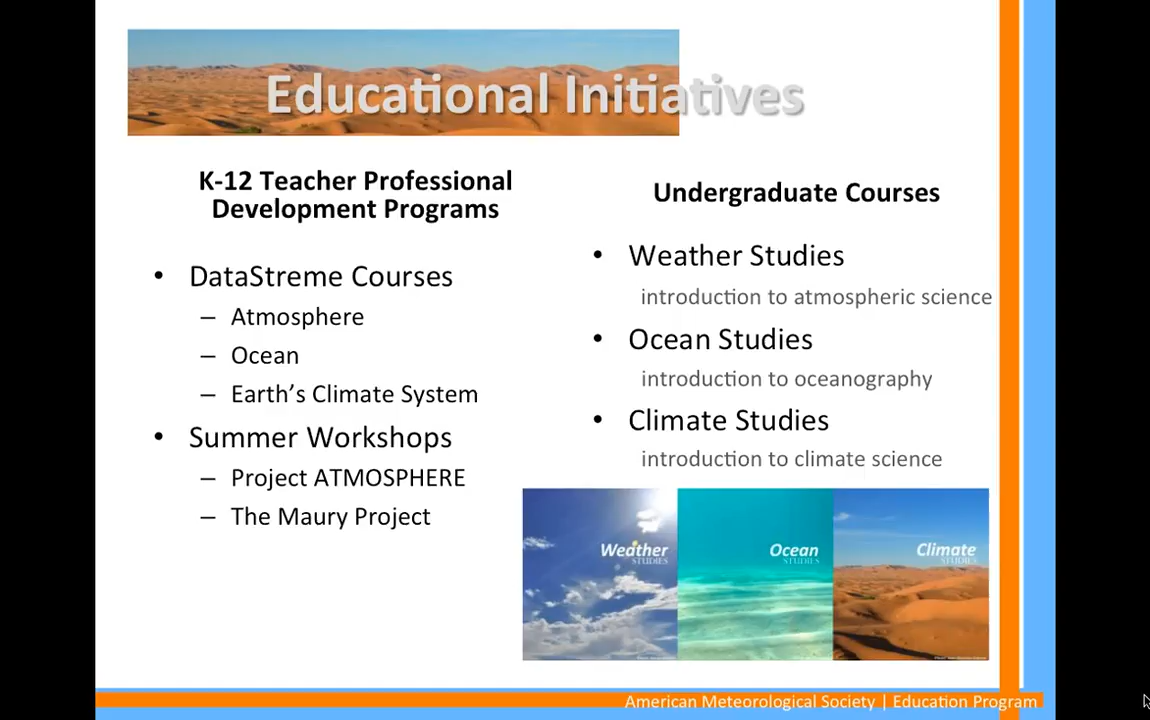 Educational Initiatives
K-12 Teacher Professional
Development Programs
• DataStreme Courses
– Atmosphere
– Ocean
– Earth’s Climate System
• Summer Workshops
– Project ATMOSPHERE
– The Maury Project
Undergraduate Courses
• Weather Studies
introduction to atmospheric science
• Ocean Studies
introduction to oceanography
• Climate Studies
introduction to climate science
Weather
STUDIES
Ocean
STUDIES
Climate
STUDIES
American Meteorological Society | Education Program